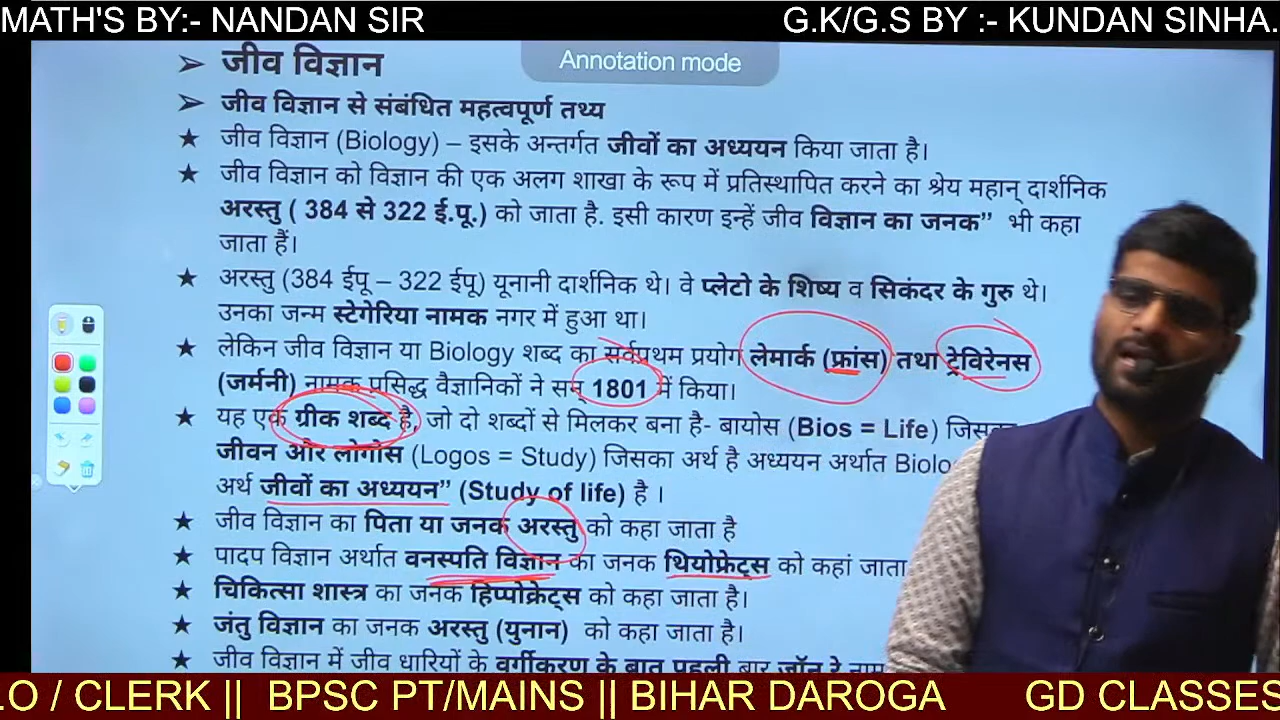 MATH'S BY:- NANDAN SIR G.K/G.S BY :- KUNDAN SINHA.
Annotation mode
➢ जीव विज्ञान
➢ जीव विज्ञान से संबंधित महत्वपूर्ण तथ्य
★ जीव विज्ञान (Biology) – इसके अन्तर्गत जीवों का अध्ययन किया जाता है।
★ जीव विज्ञान को विज्ञान की एक अलग शाखा के रूप में प्रतिस्थापित करने का श्रेय महान् दार्शनिक
अरस्तु ( 384 से 322 ई.पू.) को जाता है. इसी कारण इन्हें जीव विज्ञान का जनक” भी कहा
जाता हैं।
★ अरस्तु (384 ईपू – 322 ईपू) यूनानी दार्शनिक थे। वे प्लेटो के शिष्य व सिकंदर के गुरु थे।
उनका जन्म स्टेगेरिया नामक नगर में हुआ था।
★ लेकिन जीव विज्ञान या Biology शब्द का सर्वप्रथम प्रयोग लेमार्क (फ्रांस) तथा ट्रेविरेनस
(जर्मनी) नामक प्रसिद्ध वैज्ञानिकों ने सन् 1801 में किया।
★ यह एक ग्रीक शब्द है, जो दो शब्दों से मिलकर बना है- बायोस (Bios = Life)
जीवन और लोगोस (Logos = Study) जिसका अर्थ है अध्ययन अर्थात Biolo
अर्थ जीवों का अध्ययन” (Study of life) है ।
★ जीव विज्ञान का पिता या जनक अरस्तु को कहा जाता है
★ पादप विज्ञान अर्थात वनस्पति विज्ञान का जनक थियोफ्रेट्स को कहां जाता
★ चिकित्सा शास्त्र का जनक हिप्पोक्रेट्स को कहा जाता है।
★ जंतु विज्ञान का जनक अरस्तु (युनान) को कहा जाता है।
★ जीव विज्ञान में जीव धारियों के वर्गीकरण के बात पहली बार जॉन रे
.O / CLERK || BPSC PT/MAINS || BIHAR DAROGA GD CLASSES